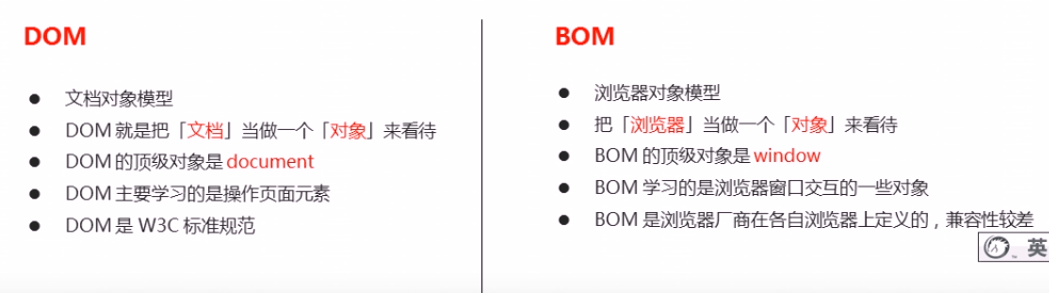 DOM
● 文档对象模型
● DOM 就是把「文档」当做一个「对象」来看待
● DOM 的顶级对象是 document
● DOM 主要学习的是操作页面元素
● DOM 是 W3C 标准规范
BOM
● 浏览器对象模型
● 把「浏览器」当做一个「对象」来看待
● BOM 的顶级对象是 window
● BOM 学习的是浏览器窗口交互的一些对象
● BOM 是浏览器厂商在各自浏览器上定义的，兼容性较差
英